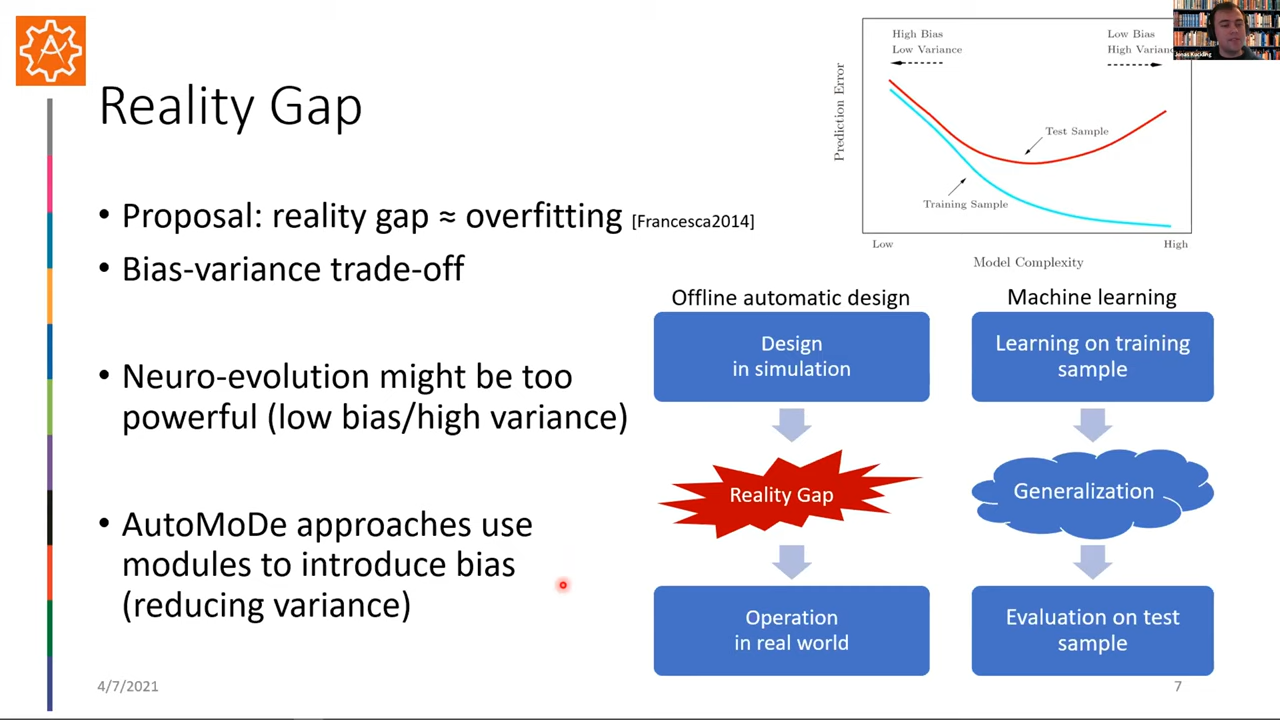 Reality Gap
• Proposal: reality gap ≈ overfitting [Francesca2014]
• Bias-variance trade-off
• Neuro-evolution might be too
powerful (low bias/high variance)
• AutoMoDe approaches use
modules to introduce bias
(reducing variance)
High Bias
Low Variance
Low Bias
High Varianc
Prediction Error
Test Sample
Training Sample
Low
High
Model Complexity
Offline automatic design
Design
in simulation
Reality Gap
Operation
in real world
Machine learning
Learning on training
sample
Generalization
Evaluation on test
sample
Jonas Kuckling
4/7/2021
7